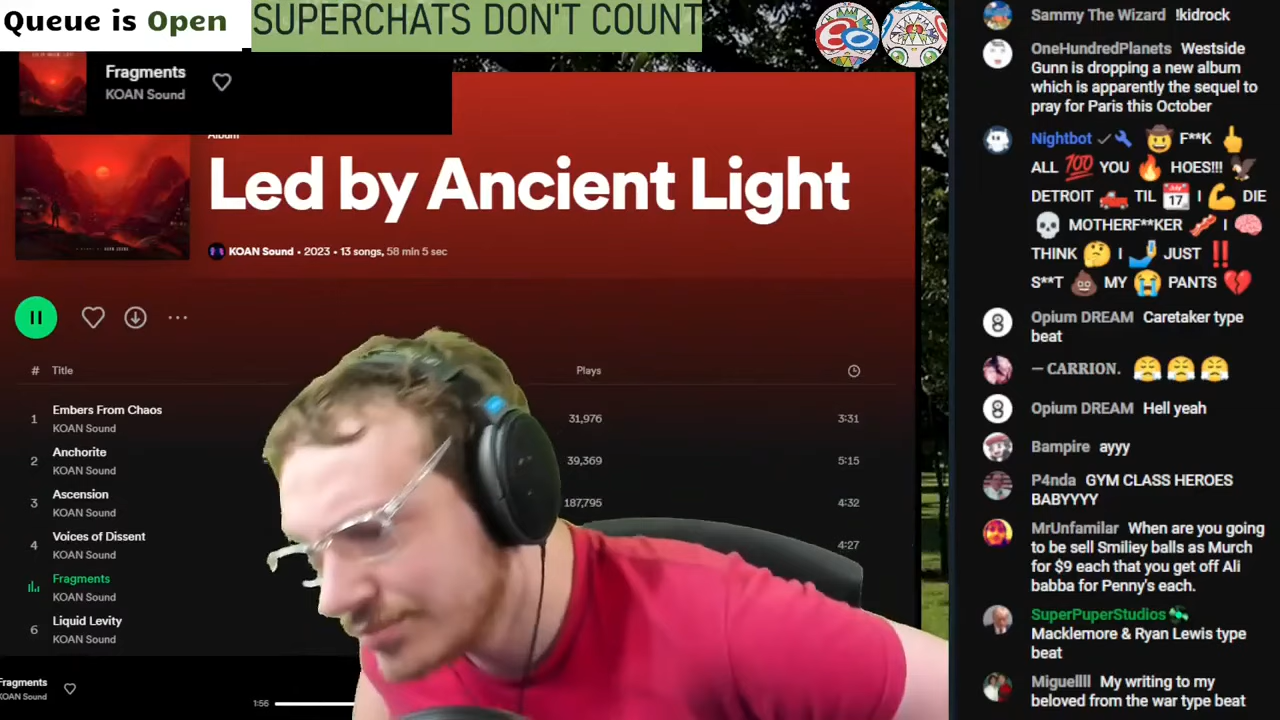 Queue is Open
SUPERCHATS DON'T COUNT
Fragments
KOAN Sound
Album
Led by Ancient Light
KOAN Sound • 2023 • 13 songs, 58 min 5 sec
# Title Plays
1 Embers From Chaos 31,976 3:31
KOAN Sound
2 Anchorite 39,369 5:15
KOAN Sound
3 Ascension 187,795 4:32
KOAN Sound
4 Voices of Dissent 4:27
KOAN Sound
Fragments
KOAN Sound
6 Liquid Levity
KOAN Sound
Fragments
KOAN Sound
1:56
Sammy The Wizard !kidrock
OneHundredPlanets Westside
Gunn is dropping a new album
which is apparently the sequel to
pray for Paris this October
Nightbot 🤠 F**K 🖕
ALL 💯 YOU 🔥 HOES!!! 🦅
DETROIT 🛻 TIL 📆 I 💪 DIE
💀 MOTHERF**KER 🥓 I 🧠
THINK 🤔 I 🤳 JUST ‼️
S**T 💩 MY 😭 PANTS 💔
Opium DREAM Caretaker type
beat
— CARRION. 😤 😤 😤
Opium DREAM Hell yeah
Bampire ayyy
P4nda GYM CLASS HEROES
BABYYYY
MrUnfamilar When are you going
to be sell Smiliey balls as Murch
for $9 each that you get off Ali
babba for Penny's each.
SuperPuperStudios
Macklemore & Ryan Lewis type
beat
Miguellll My writing to my
beloved from the war type beat